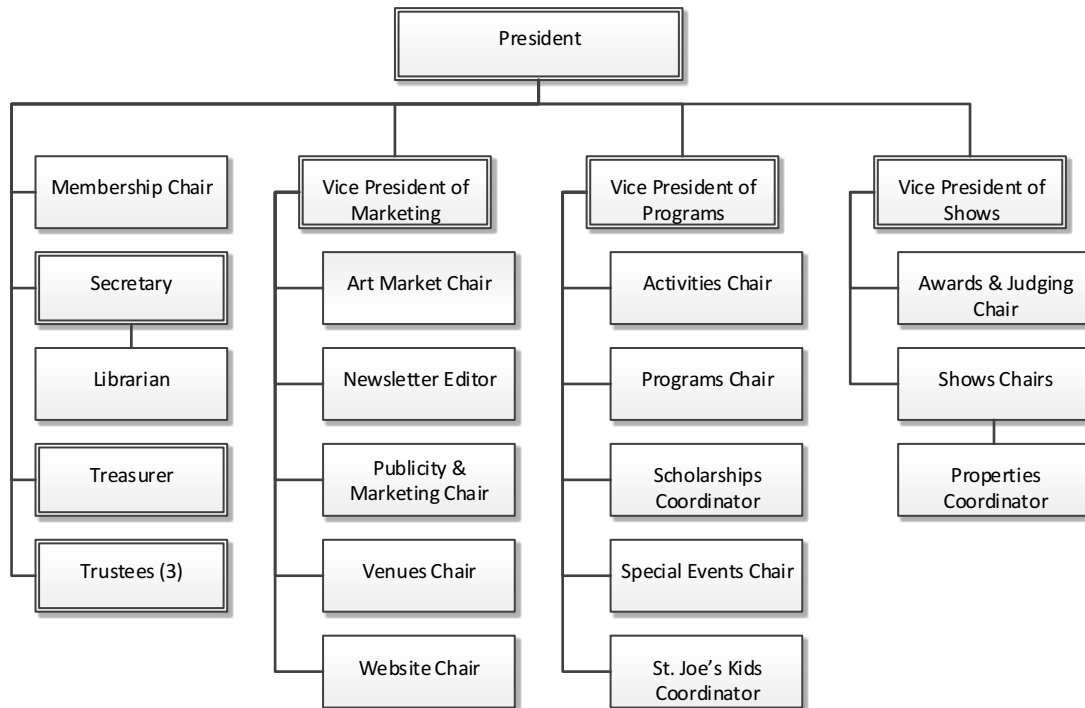 President
Membership Chair
Secretary
Librarian
Treasurer
Trustees (3)
Vice President of
Marketing
Art Market Chair
Newsletter Editor
Publicity &
Marketing Chair
Venues Chair
Website Chair
Vice President of
Programs
Activities Chair
Programs Chair
Scholarships
Coordinator
Special Events Chair
St. Joe’s Kids
Coordinator
Vice President of
Shows
Awards & Judging
Chair
Shows Chairs
Properties
Coordinator